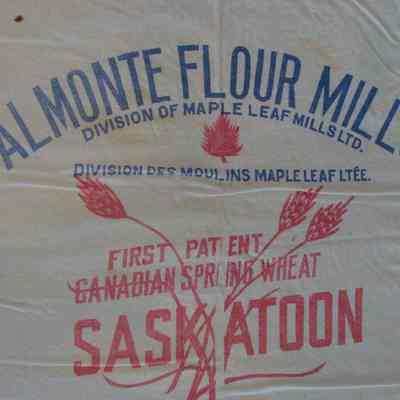 ALMONTE FLOUR MILLS
DIVISION OF MAPLE LEAF MILLS LTD.
DIVISION DES MOULINS MAPLE LEAF LTÉE.
FIRST PATENT
CANADIAN SPRING WHEAT
SASKATOON